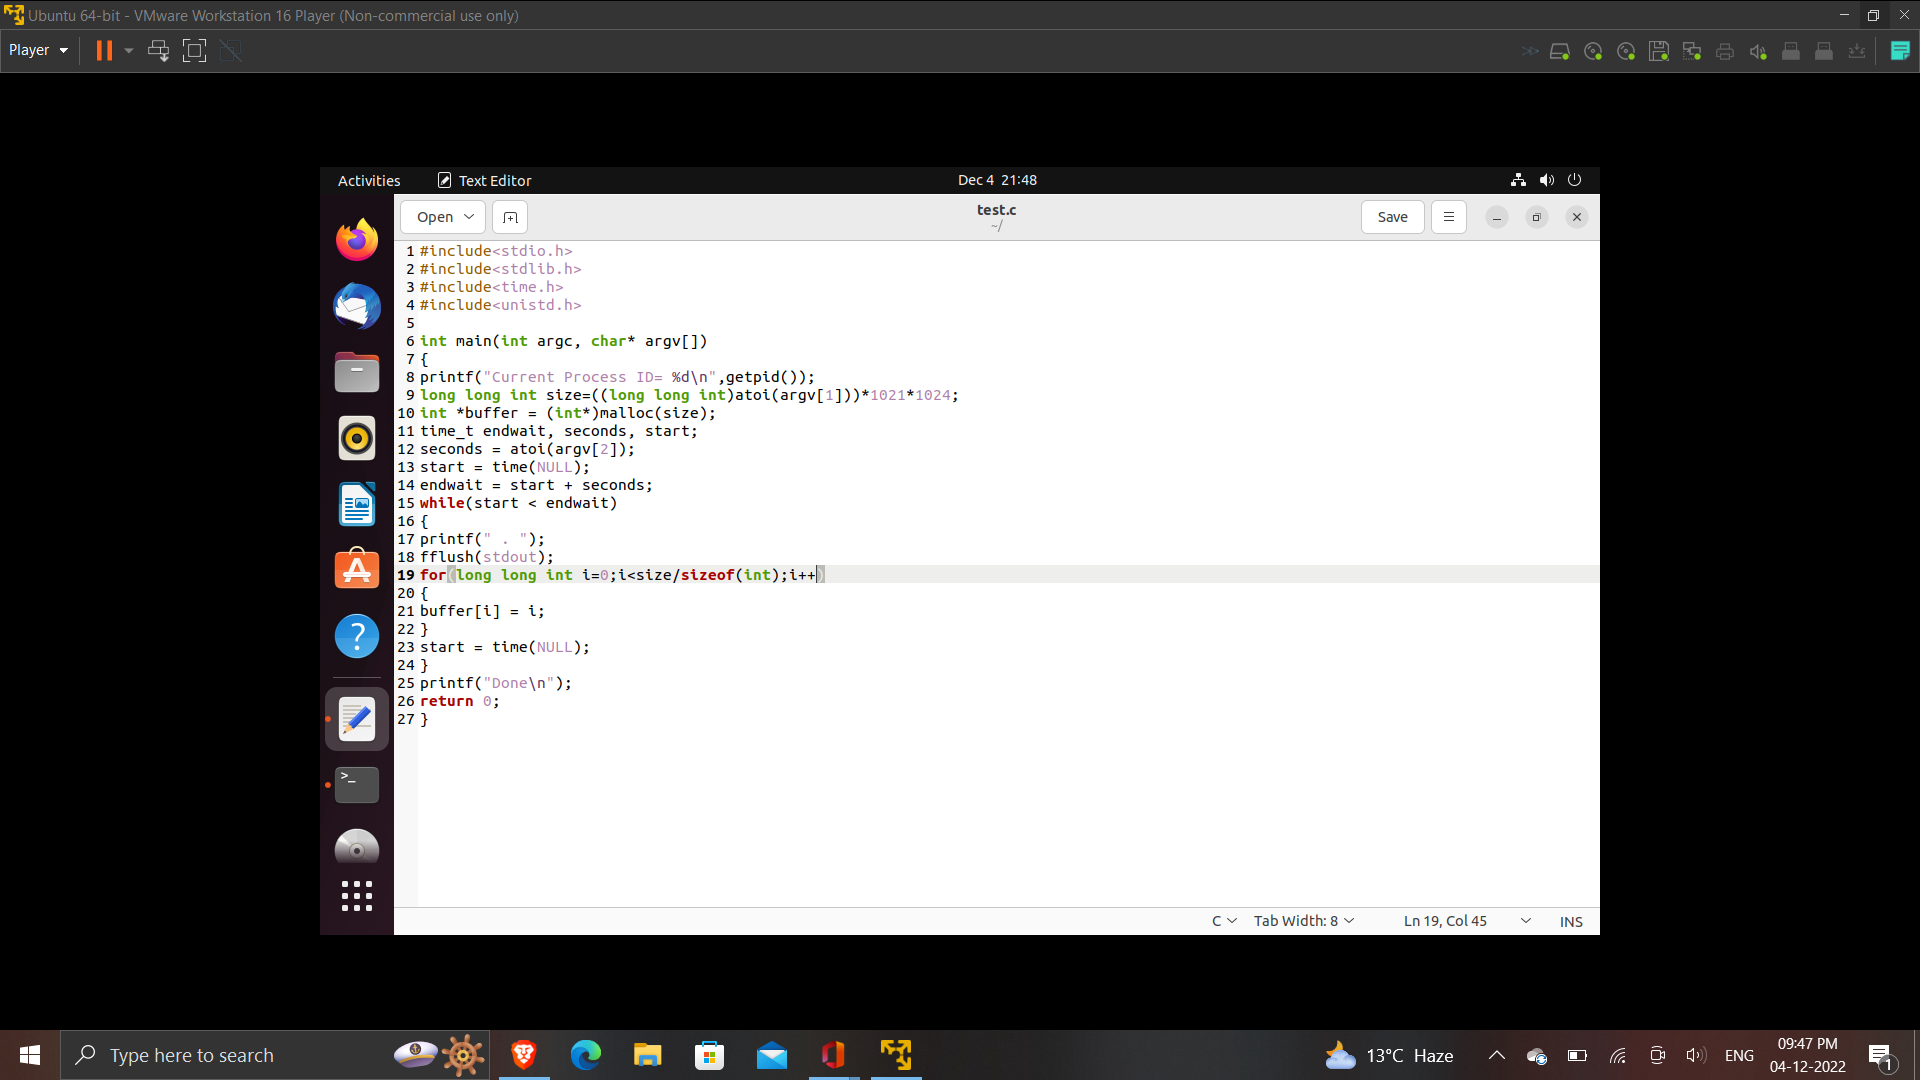 Ubuntu 64-bit - VMware Workstation 16 Player (Non-commercial use only)
Player
Activities
Text Editor
Dec 4 21:48
Open
test.c
~/
Save
1 #include<stdio.h>
2 #include<stdlib.h>
3 #include<time.h>
4 #include<unistd.h>
5
6 int main(int argc, char* argv[])
7 {
8 printf("Current Process ID= %d\n",getpid());
9 long long int size=((long long int)atoi(argv[1]))*1021*1024;
10 int *buffer = (int*)malloc(size);
11 time_t endwait, seconds, start;
12 seconds = atoi(argv[2]);
13 start = time(NULL);
14 endwait = start + seconds;
15 while(start < endwait)
16 {
17 printf(" . ");
18 fflush(stdout);
19 for(long long int i=0;i<size/sizeof(int);i++)
20 {
21 buffer[i] = i;
22 }
23 start = time(NULL);
24 }
25 printf("Done\n");
26 return 0;
27 }
C
Tab Width: 8
Ln 19, Col 45
INS
Type here to search
13°C Haze
ENG
09:47 PM
04-12-2022
1